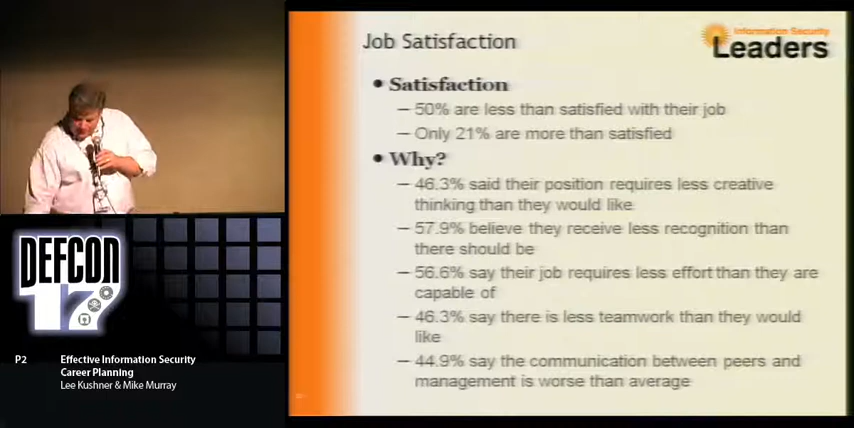 Job Satisfaction
Information Security
Leaders
• Satisfaction
– 50% are less than satisfied with their job
– Only 21% are more than satisfied
• Why?
– 46.3% said their position requires less creative
thinking than they would like
– 57.9% believe they receive less recognition than
there should be
– 56.6% say their job requires less effort than they are
capable of
– 46.3% say there is less teamwork than they would
like
– 44.9% say the communication between peers and
management is worse than average
DEFCON
17
P2
Effective Information Security
Career Planning
Lee Kushner & Mike Murray